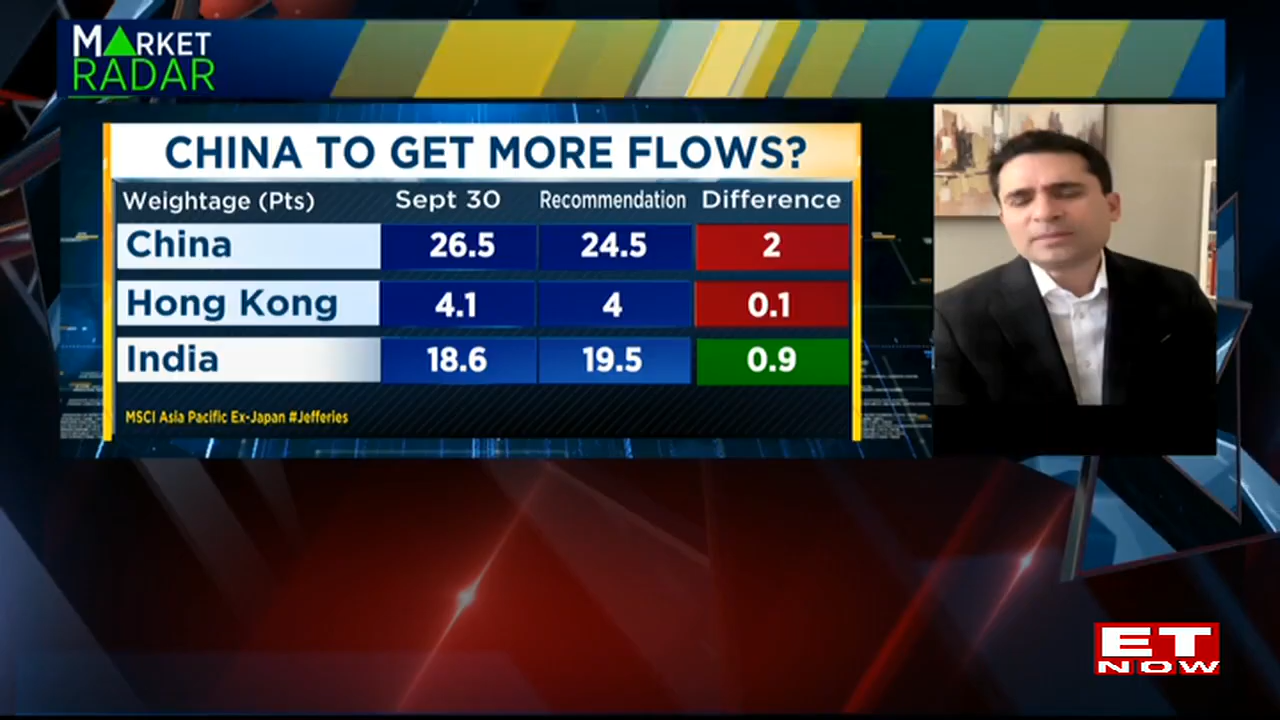 MARKET
RADAR
CHINA TO GET MORE FLOWS?
Weightage (Pts) Sept 30 Recommendation Difference
China 26.5 24.5 2
Hong Kong 4.1 4 0.1
India 18.6 19.5 0.9
MSCI Asia Pacific Ex-Japan #Jefferies
ET
NOW